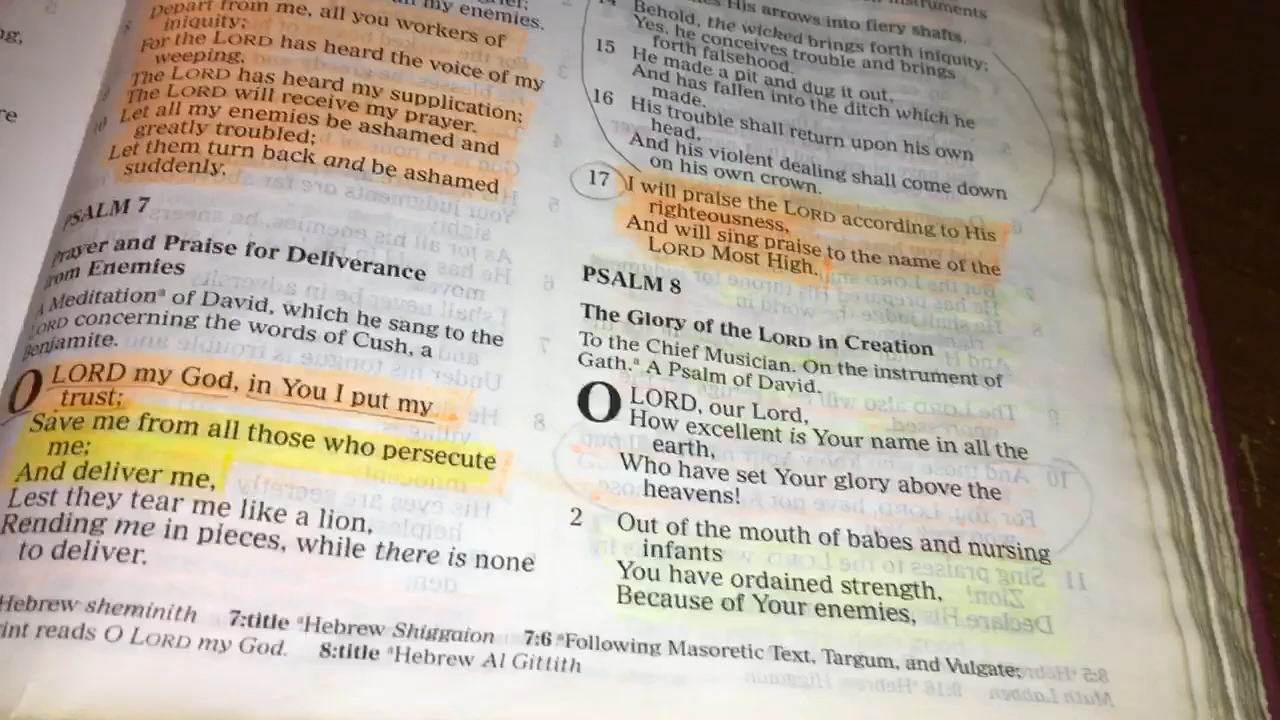 my enemies.
Depart from me, all you workers of
iniquity;
For the LORD has heard the voice of my
weeping.
The LORD has heard my supplication;
The LORD will receive my prayer.
10 Let all my enemies be ashamed and
greatly troubled;
Let them turn back and be ashamed
suddenly.
PSALM 7
Prayer and Praise for Deliverance
from Enemies
A Meditationª of David, which he sang to the
LORD concerning the words of Cush, a
Benjamite.
O LORD my God, in You I put my
trust;
Save me from all those who persecute
me;
And deliver me,
Lest they tear me like a lion,
Rending me in pieces, while there is none
to deliver.
His arrows into fiery shafts.
14 Behold, the wicked brings forth iniquity;
Yes, he conceives trouble and brings
forth falsehood.
15 He made a pit and dug it out,
And has fallen into the ditch which he
made.
16 His trouble shall return upon his own
head,
And his violent dealing shall come down
on his own crown.
17 I will praise the LORD according to His
righteousness,
And will sing praise to the name of the
LORD Most High.
PSALM 8
The Glory of the LORD in Creation
To the Chief Musician. On the instrument of
Gath.ª A Psalm of David.
O LORD, our Lord,
How excellent is Your name in all the
earth,
Who have set Your glory above the
heavens!
2 Out of the mouth of babes and nursing
infants
You have ordained strength,
Because of Your enemies,
Hebrew sheminith 7:title ªHebrew Shiggaion 7:6 ªFollowing Masoretic Text, Targum, and Vulgate;
reads O LORD my God. 8:title ªHebrew Al Gittith